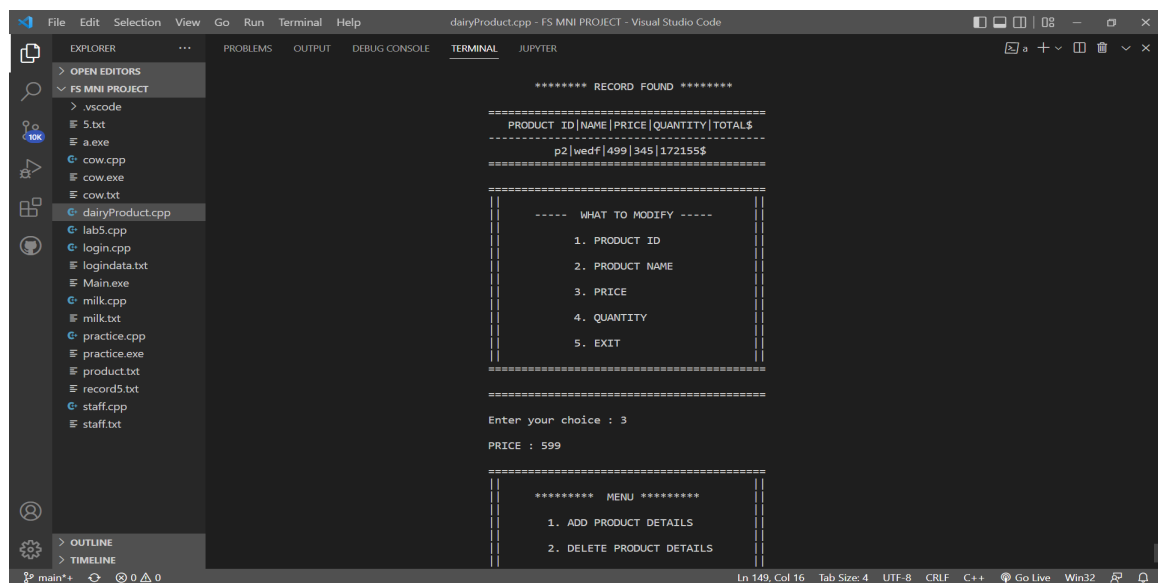 File Edit Selection View Go Run Terminal Help
dairyProduct.cpp - FS MNI PROJECT - Visual Studio Code
EXPLORER
OPEN EDITORS
FS MNI PROJECT
.vscode
5.txt
a.exe
cow.cpp
cow.exe
cow.txt
dairyProduct.cpp
lab5.cpp
login.cpp
logindata.txt
Main.exe
milk.cpp
milk.txt
practice.cpp
practice.exe
product.txt
record5.txt
staff.cpp
staff.txt
OUTLINE
TIMELINE
10K
PROBLEMS OUTPUT DEBUG CONSOLE TERMINAL JUPYTER
a
******** RECORD FOUND ********
==========================================
PRODUCT ID|NAME|PRICE|QUANTITY|TOTAL$
------------------------------------------
p2|wedf|499|345|172155$
==========================================
==========================================
----- WHAT TO MODIFY -----
1. PRODUCT ID
2. PRODUCT NAME
3. PRICE
4. QUANTITY
5. EXIT
==========================================
==========================================
Enter your choice : 3
PRICE : 599
==========================================
********* MENU *********
1. ADD PRODUCT DETAILS
2. DELETE PRODUCT DETAILS
main*+ 0 0 Ln 149, Col 16 Tab Size: 4 UTF-8 CRLF C++ Go Live Win32